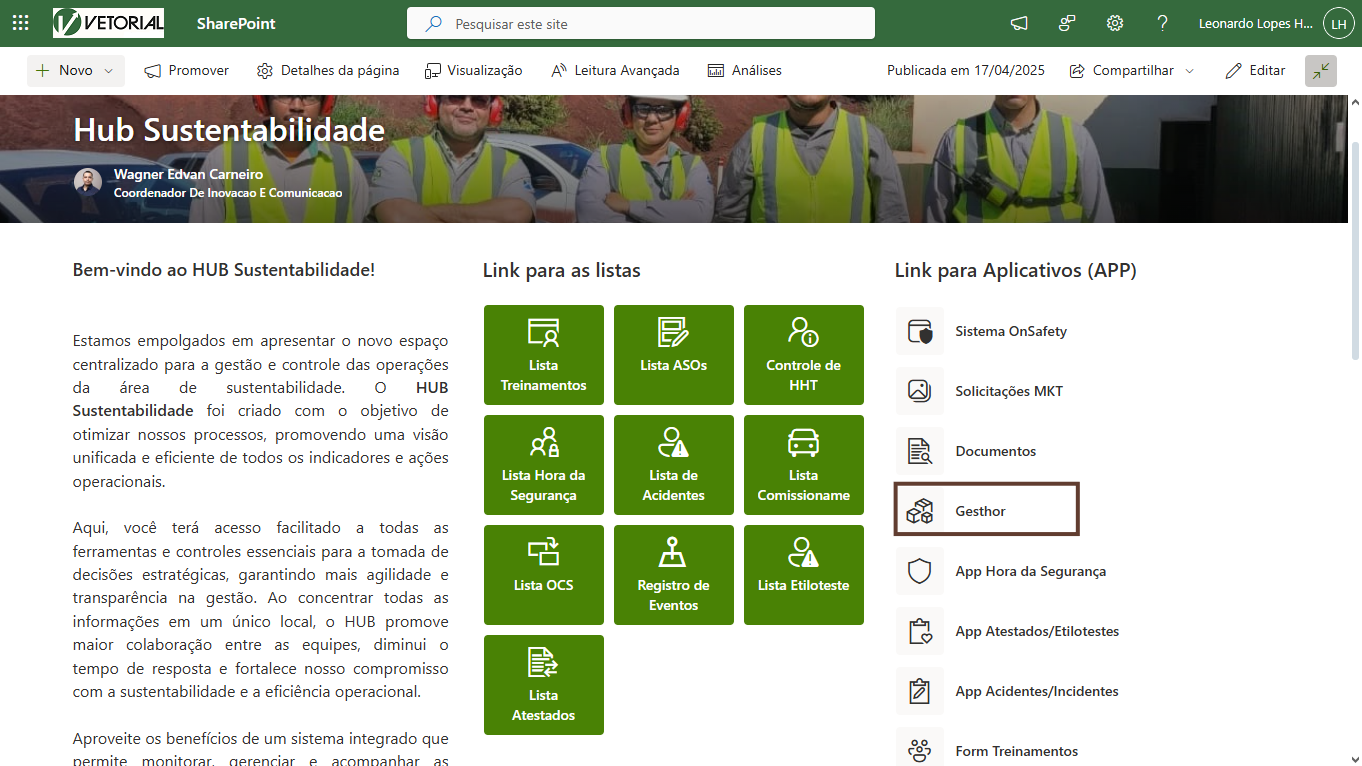 VETORIAL
SharePoint
Pesquisar este site
Leonardo Lopes H...
LH
Novo
Promover
Detalhes da página
Visualização
Leitura Avançada
Análises
Publicada em 17/04/2025
Compartilhar
Editar
Hub Sustentabilidade
Wagner Edvan Carneiro
Coordenador De Inovacao E Comunicacao
Bem-vindo ao HUB Sustentabilidade!
Estamos empolgados em apresentar o novo espaço
centralizado para a gestão e controle das operações
da área de sustentabilidade. O HUB
Sustentabilidade foi criado com o objetivo de
otimizar nossos processos, promovendo uma visão
unificada e eficiente de todos os indicadores e ações
operacionais.
Aqui, você terá acesso facilitado a todas as
ferramentas e controles essenciais para a tomada de
decisões estratégicas, garantindo mais agilidade e
transparência na gestão. Ao concentrar todas as
informações em um único local, o HUB promove
maior colaboração entre as equipes, diminui o
tempo de resposta e fortalece nosso compromisso
com a sustentabilidade e a eficiência operacional.
Aproveite os benefícios de um sistema integrado que
permite monitorar, gerenciar e acompanhar as
Link para as listas
Lista
Treinamentos
Lista ASOs
Controle de
HHT
Lista Hora da
Segurança
Lista de
Acidentes
Lista
Comissioname
Lista OCS
Registro de
Eventos
Lista Etiloteste
Lista
Atestados
Link para Aplicativos (APP)
Sistema OnSafety
Solicitações MKT
Documentos
Gesthor
App Hora da Segurança
App Atestados/Etilotestes
App Acidentes/Incidentes
Form Treinamentos